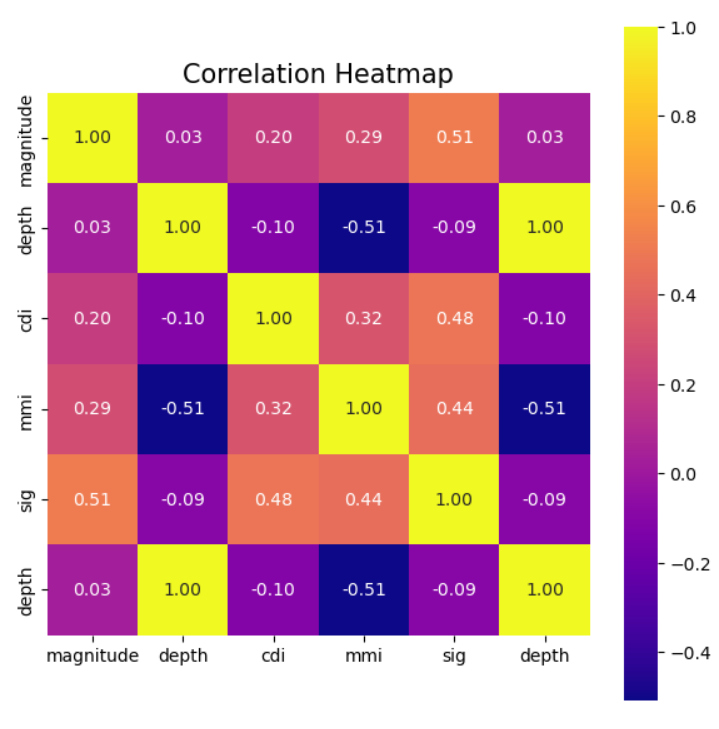 Correlation Heatmap
magnitude 1.00 0.03 0.20 0.29 0.51 0.03
depth 0.03 1.00 -0.10 -0.51 -0.09 1.00
cdi 0.20 -0.10 1.00 0.32 0.48 -0.10
mmi 0.29 -0.51 0.32 1.00 0.44 -0.51
sig 0.51 -0.09 0.48 0.44 1.00 -0.09
depth 0.03 1.00 -0.10 -0.51 -0.09 1.00
magnitude depth cdi mmi sig depth
1.0
0.8
0.6
0.4
0.2
0.0
−0.2
−0.4